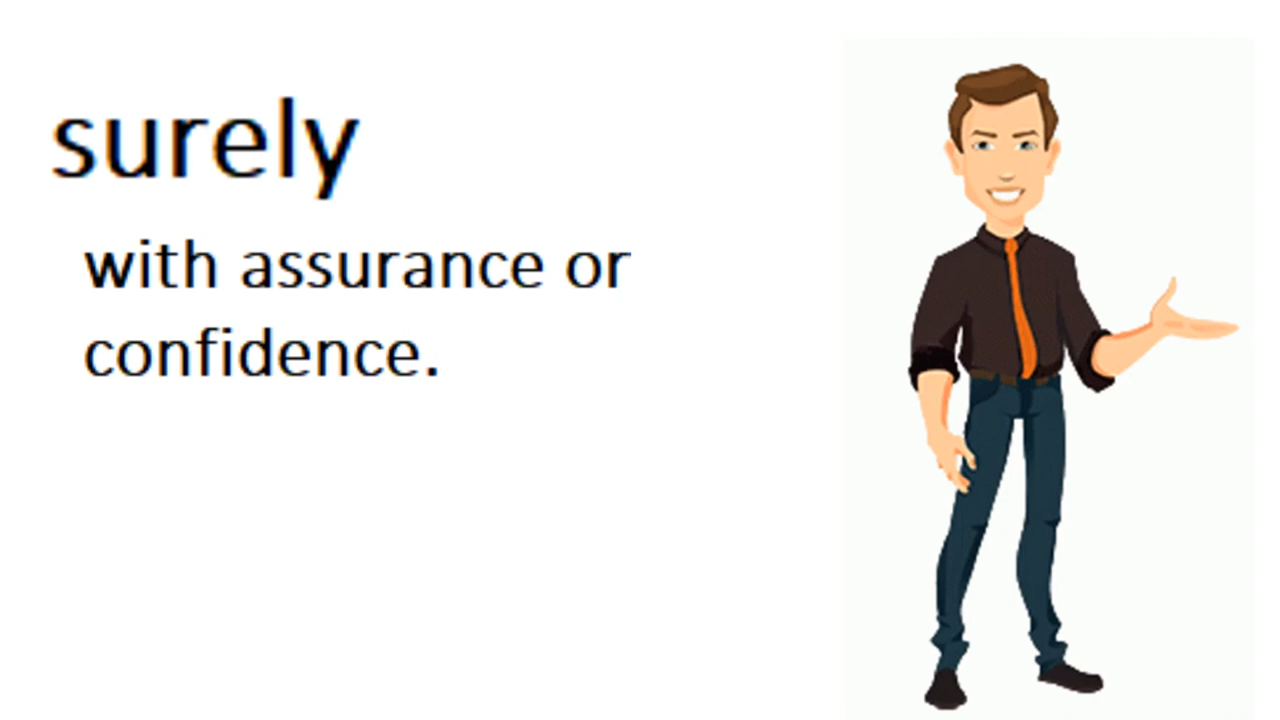 surely
with assurance or
confidence.